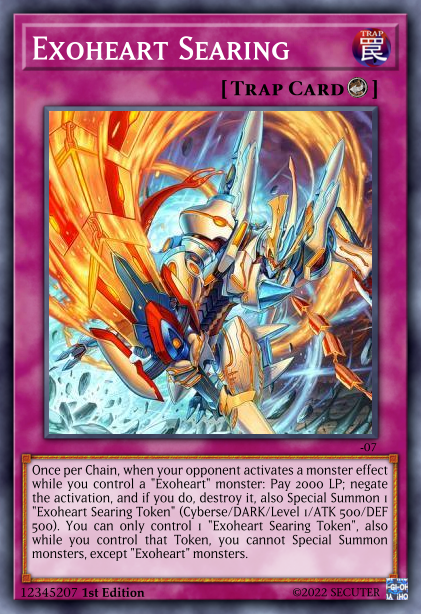 Exoheart Searing
TRAP
罠
[Trap Card]
-07
Once per Chain, when your opponent activates a monster effect
while you control a "Exoheart" monster: Pay 2000 LP; negate
the activation, and if you do, destroy it, also Special Summon 1
"Exoheart Searing Token" (Cyberse/DARK/Level 1/ATK 500/DEF
500). You can only control 1 "Exoheart Searing Token", also
while you control that Token, you cannot Special Summon
monsters, except "Exoheart" monsters.
12345207 1st Edition
©2022 SECUTER